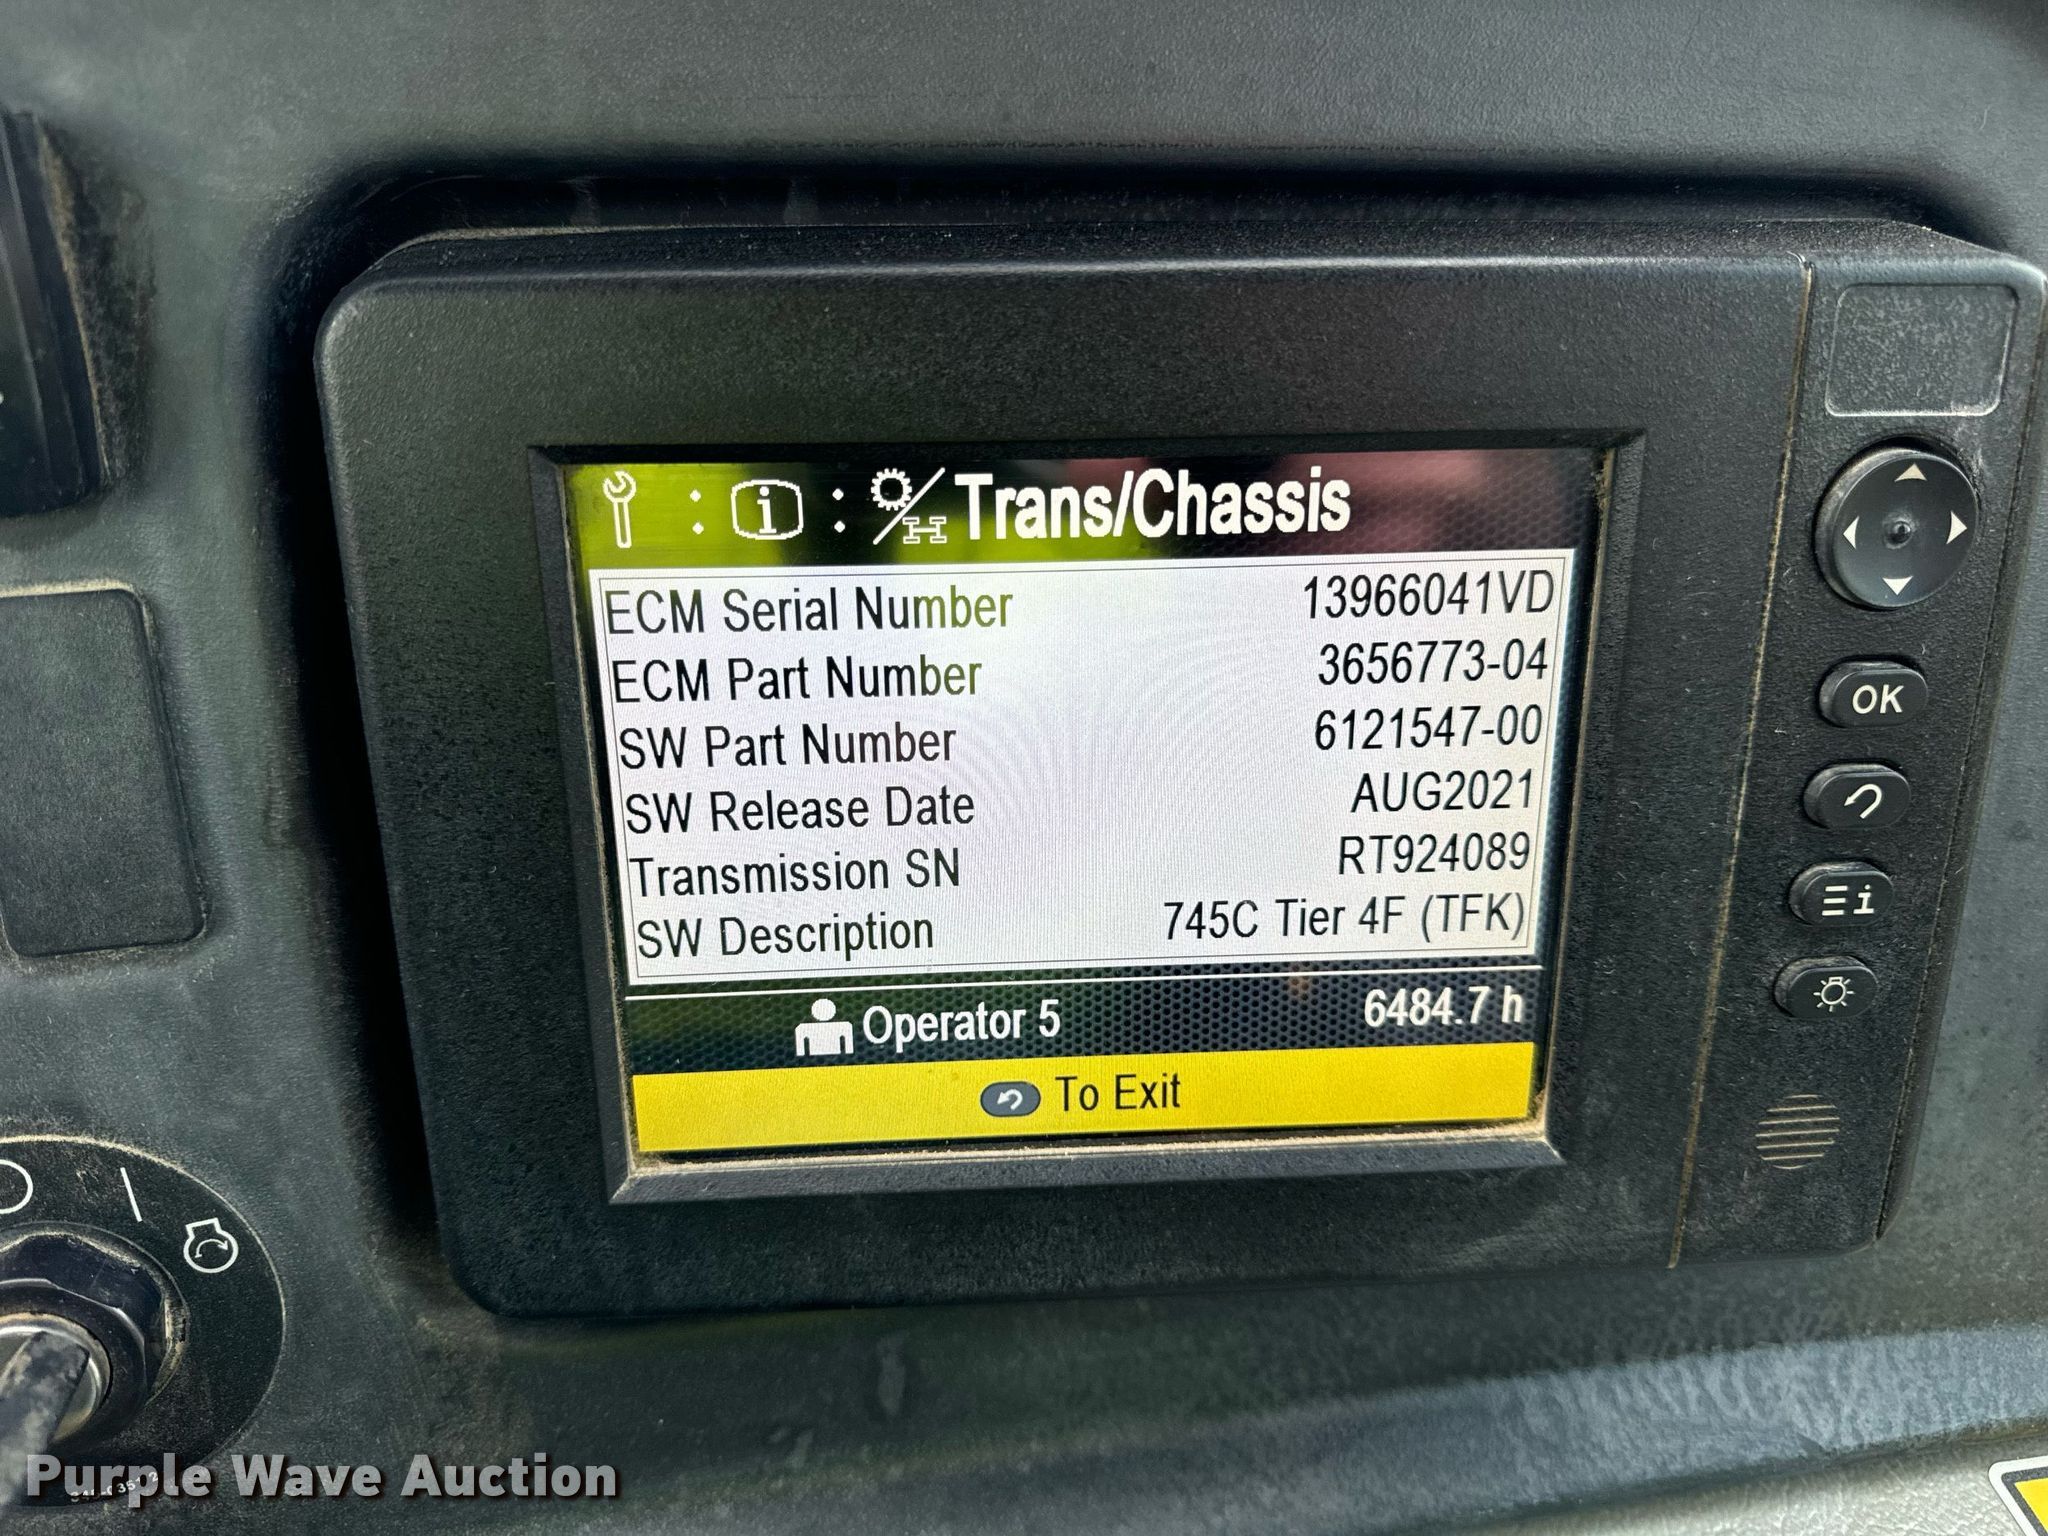 Trans/Chassis
ECM Serial Number 13966041VD
ECM Part Number 3656773-04
SW Part Number 6121547-00
SW Release Date AUG2021
Transmission SN RT924089
SW Description 745C Tier 4F (TFK)
Operator 5 6484.7 h
To Exit
OK
Purple Wave Auction